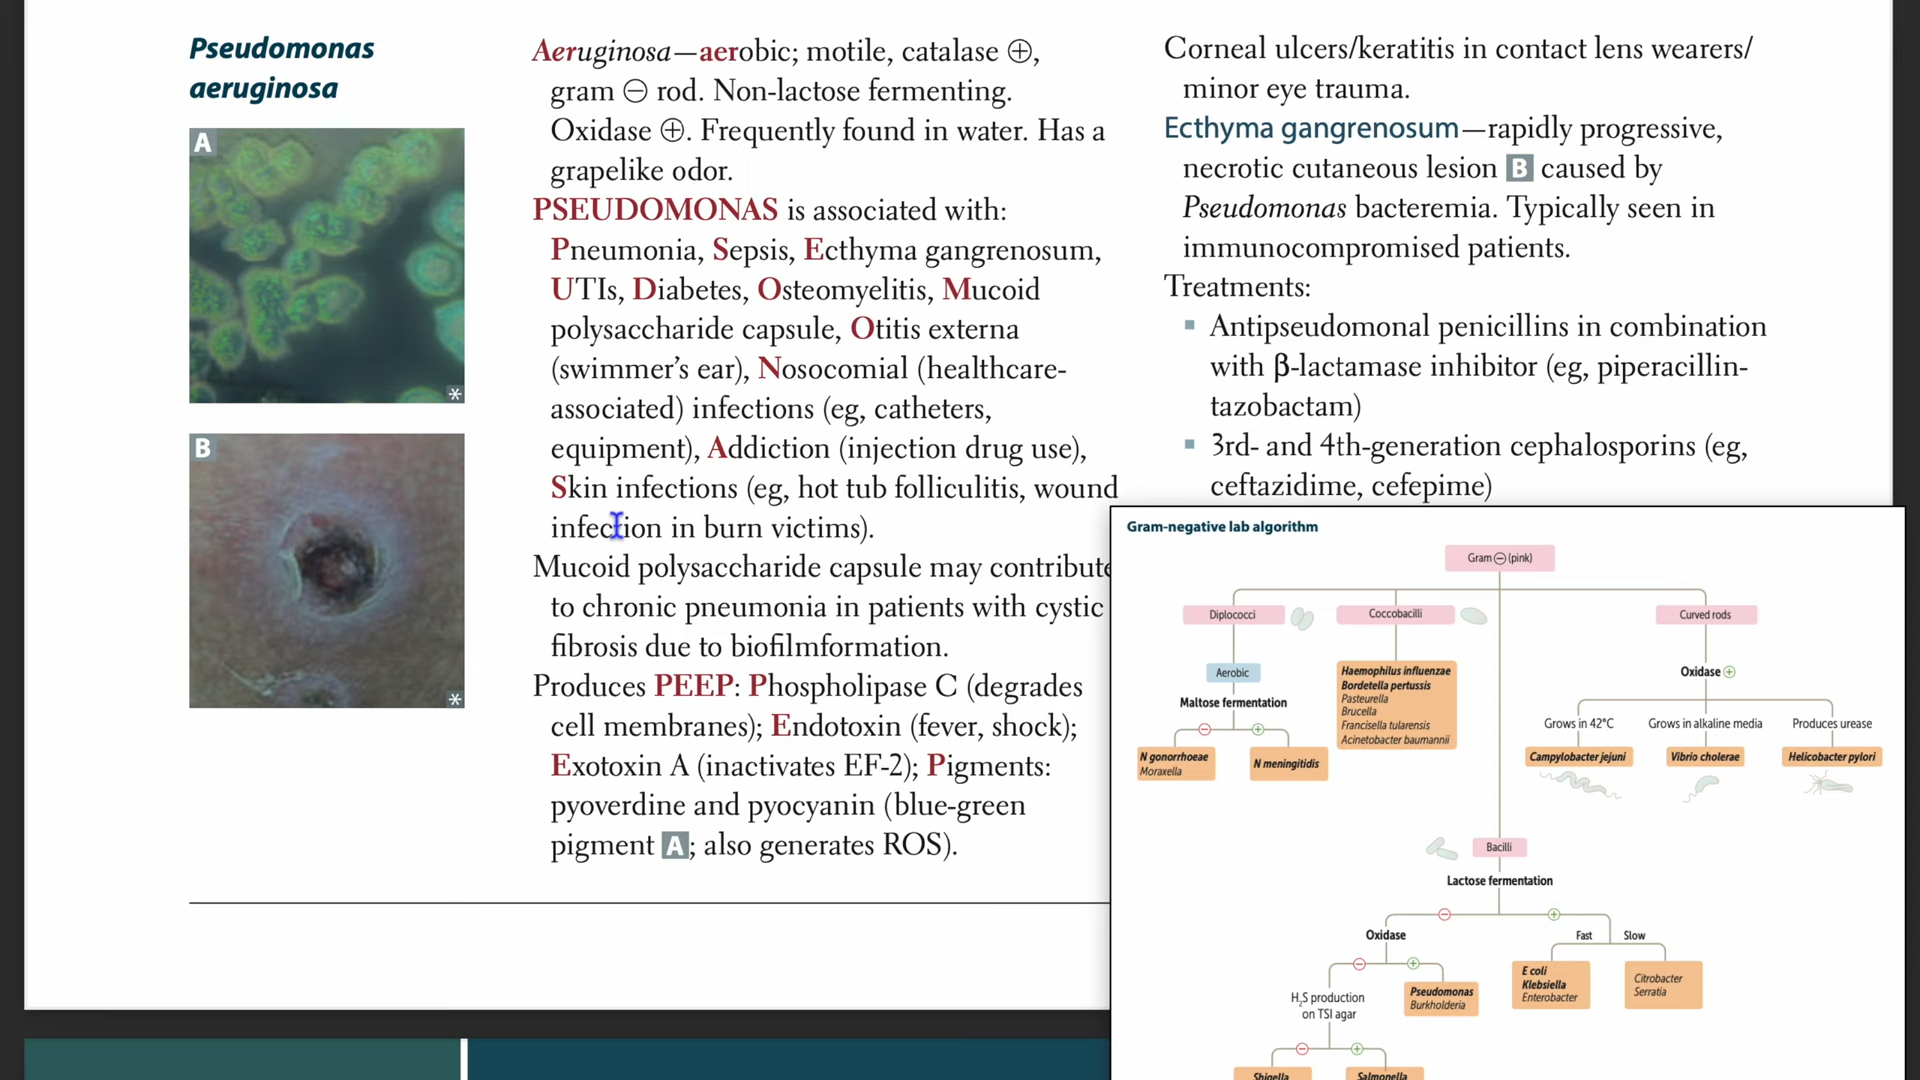 Pseudomonas
aeruginosa
A
*
B
*
Aeruginosa—aerobic; motile, catalase ⊕,
gram ⊖ rod. Non-lactose fermenting.
Oxidase ⊕. Frequently found in water. Has a
grapelike odor.
PSEUDOMONAS is associated with:
Pneumonia, Sepsis, Ecthyma gangrenosum,
UTIs, Diabetes, Osteomyelitis, Mucoid
polysaccharide capsule, Otitis externa
(swimmer’s ear), Nosocomial (healthcare-
associated) infections (eg, catheters,
equipment), Addiction (injection drug use),
Skin infections (eg, hot tub folliculitis, wound
infection in burn victims).
Mucoid polysaccharide capsule may contribute
to chronic pneumonia in patients with cystic
fibrosis due to biofilmformation.
Produces PEEP: Phospholipase C (degrades
cell membranes); Endotoxin (fever, shock);
Exotoxin A (inactivates EF-2); Pigments:
pyoverdine and pyocyanin (blue-green
pigment A; also generates ROS).
Corneal ulcers/keratitis in contact lens wearers/
minor eye trauma.
Ecthyma gangrenosum—rapidly progressive,
necrotic cutaneous lesion B caused by
Pseudomonas bacteremia. Typically seen in
immunocompromised patients.
Treatments:
▪ Antipseudomonal penicillins in combination
with β-lactamase inhibitor (eg, piperacillin-
tazobactam)
▪ 3rd- and 4th-generation cephalosporins (eg,
ceftazidime, cefepime)
Gram-negative lab algorithm
Gram ⊖ (pink)
Diplococci
Coccobacilli
Curved rods
Aerobic
Maltose fermentation
⊖ ⊕
N gonorrhoeae
Moraxella
N meningitidis
Haemophilus influenzae
Bordetella pertussis
Pasteurella
Brucella
Francisella tularensis
Acinetobacter baumannii
Oxidase ⊕
Grows in 42°C
Grows in alkaline media
Produces urease
Campylobacter jejuni
Vibrio cholerae
Helicobacter pylori
Bacilli
Lactose fermentation
⊖ ⊕
Oxidase
Fast
Slow
⊖ ⊕
E coli
Klebsiella
Enterobacter
Citrobacter
Serratia
H₂S production
on TSI agar
Pseudomonas
Burkholderia
⊖ ⊕
Shigella
Salmonella